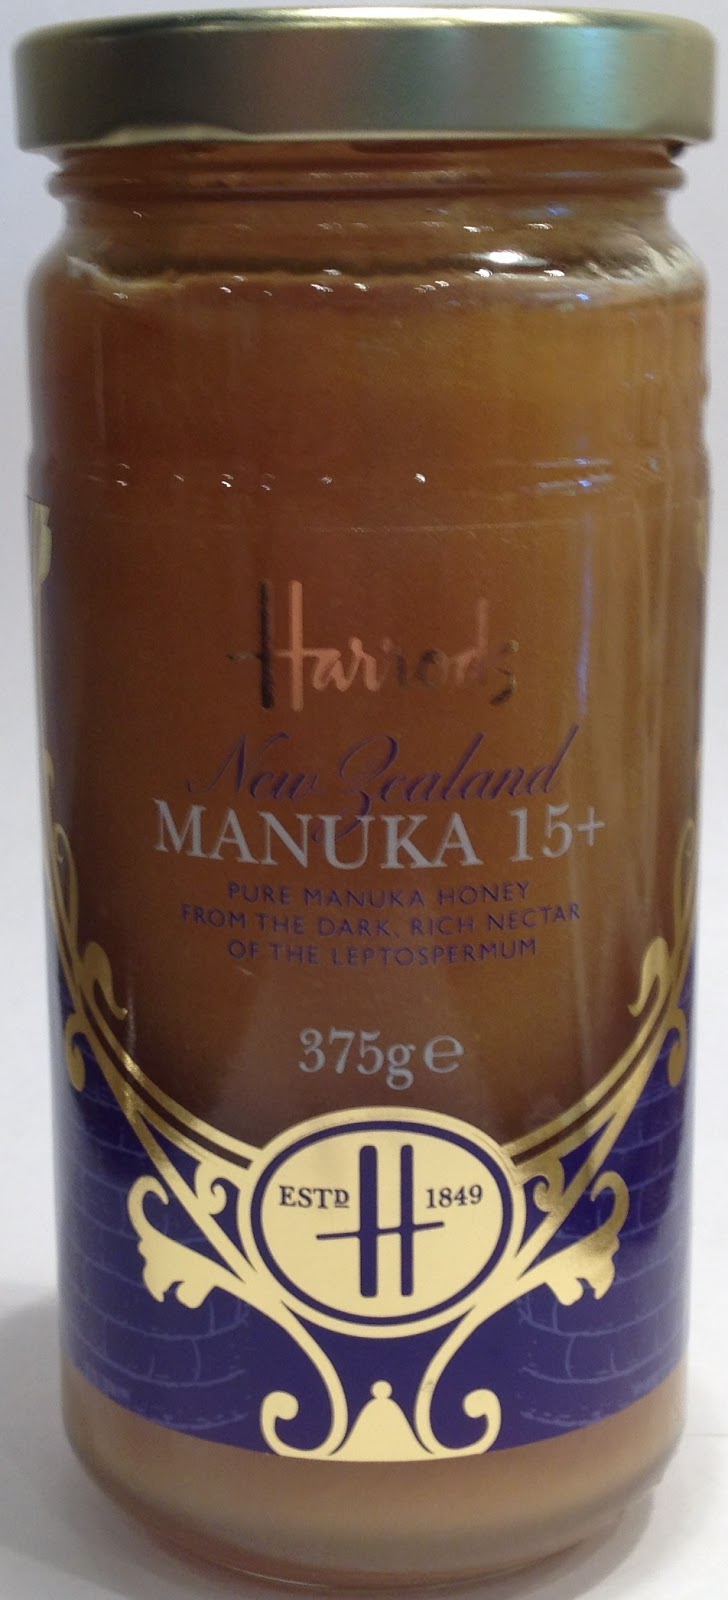 Harrods
New Zealand
MANUKA 15+
PURE MANUKA HONEY
FROM THE DARK, RICH NECTAR
OF THE LEPTOSPERMUM
375g ℮
ESTD H 1849